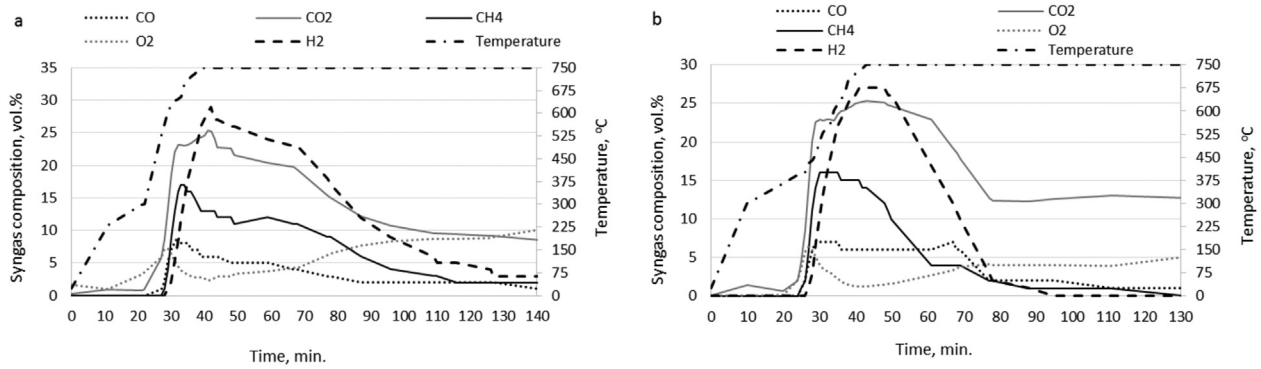 a
CO CO2 CH4
O2 H2 Temperature
Syngas composition, vol.%
35
30
25
20
15
10
5
0
750
675
600
525
450
375
300
225
150
75
0
Temperature, ºC
0 10 20 30 40 50 60 70 80 90 100 110 120 130 140
Time, min.
b
CO CO2
CH4 O2
H2 Temperature
Syngas composition, vol.%
30
25
20
15
10
5
0
750
675
600
525
450
375
300
225
150
75
0
Temperature, ºC
0 10 20 30 40 50 60 70 80 90 100 110 120 130
Time, min.